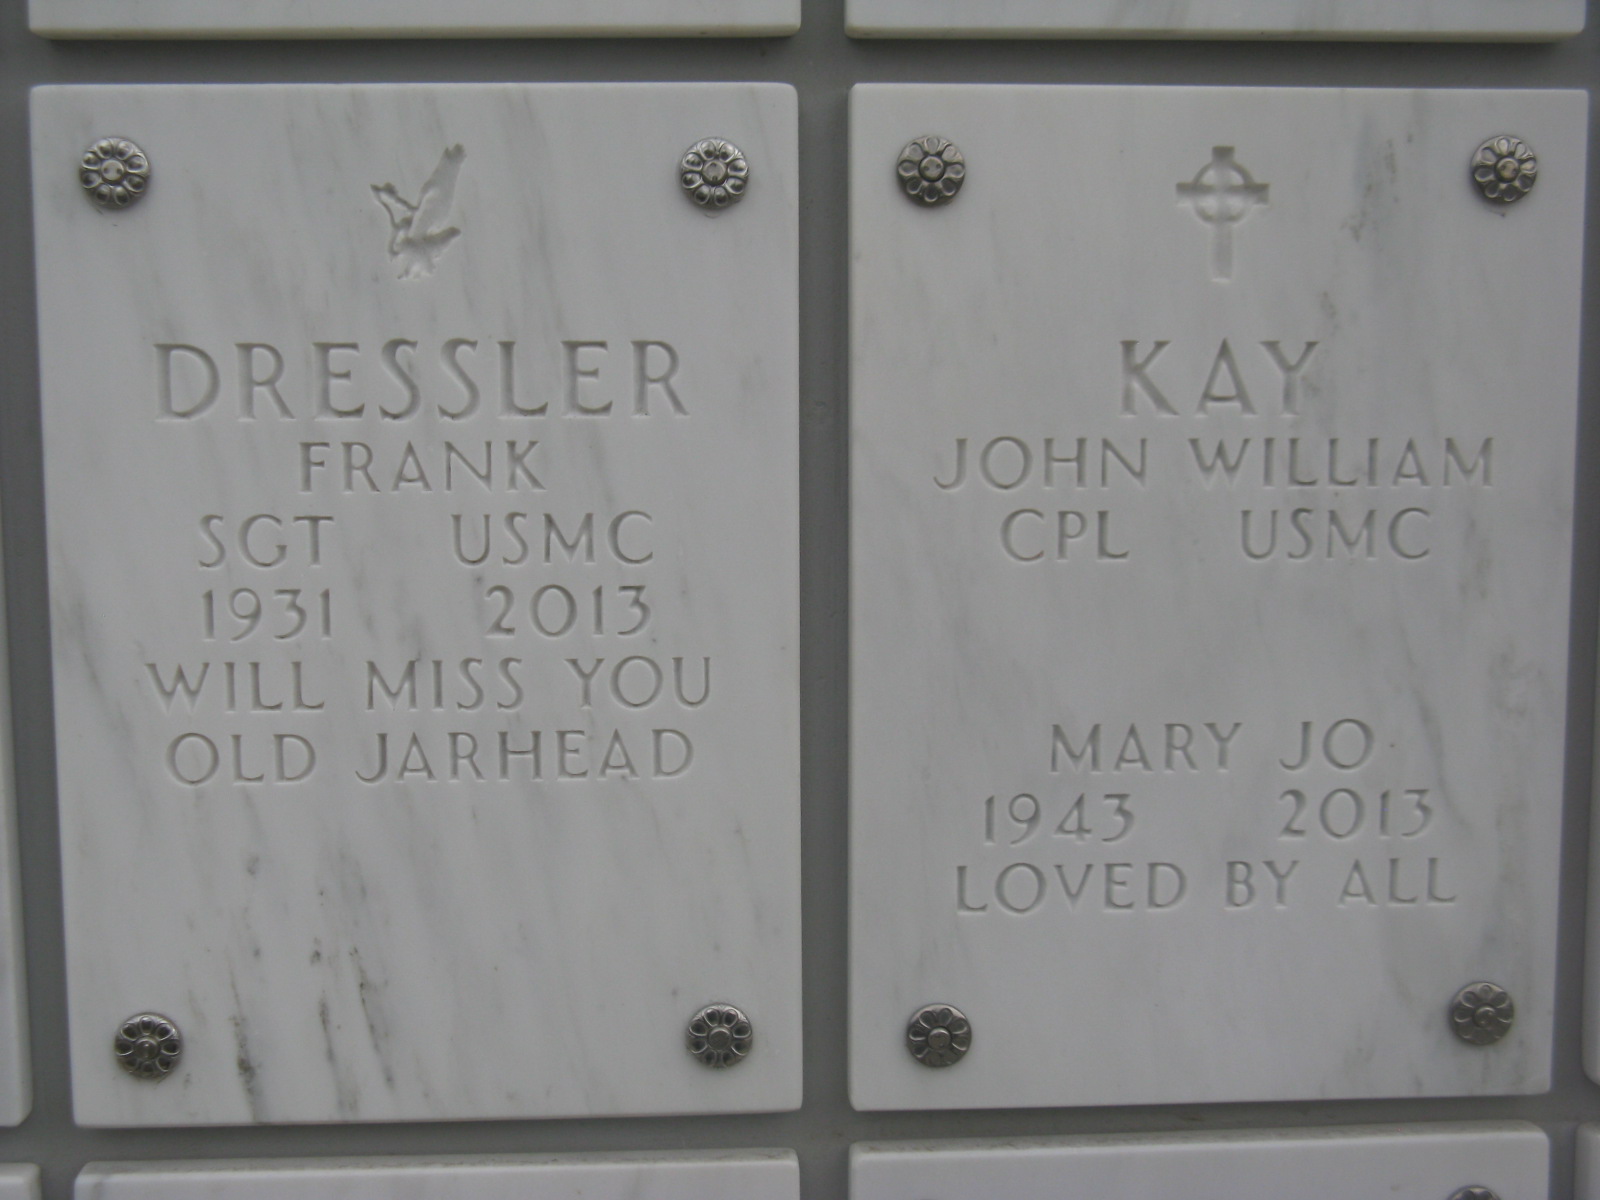 DRESSLER
FRANK
SGT USMC
1931 2013
WILL MISS YOU
OLD JARHEAD
KAY
JOHN WILLIAM
CPL USMC
MARY JO
1943 2013
LOVED BY ALL